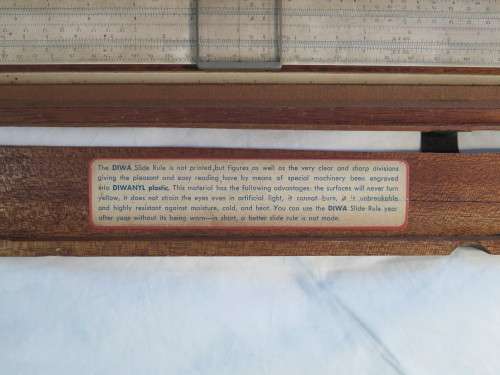 The DIWA Slide Rule is not printed, but figures as well as the very clear and sharp divisions
giving the pleasant and easy reading have by means of special machinery been engraved
into DIWANYL plastic. This material has the following advantages: the surfaces will never turn
yellow, it does not strain the eyes even in artificial light, it cannot burn, it is unbreakable
and highly resistant against moisture, cold, and heat. You can use the DIWA Slide Rule year
after year without its being worn—in short, a better slide rule is not made.